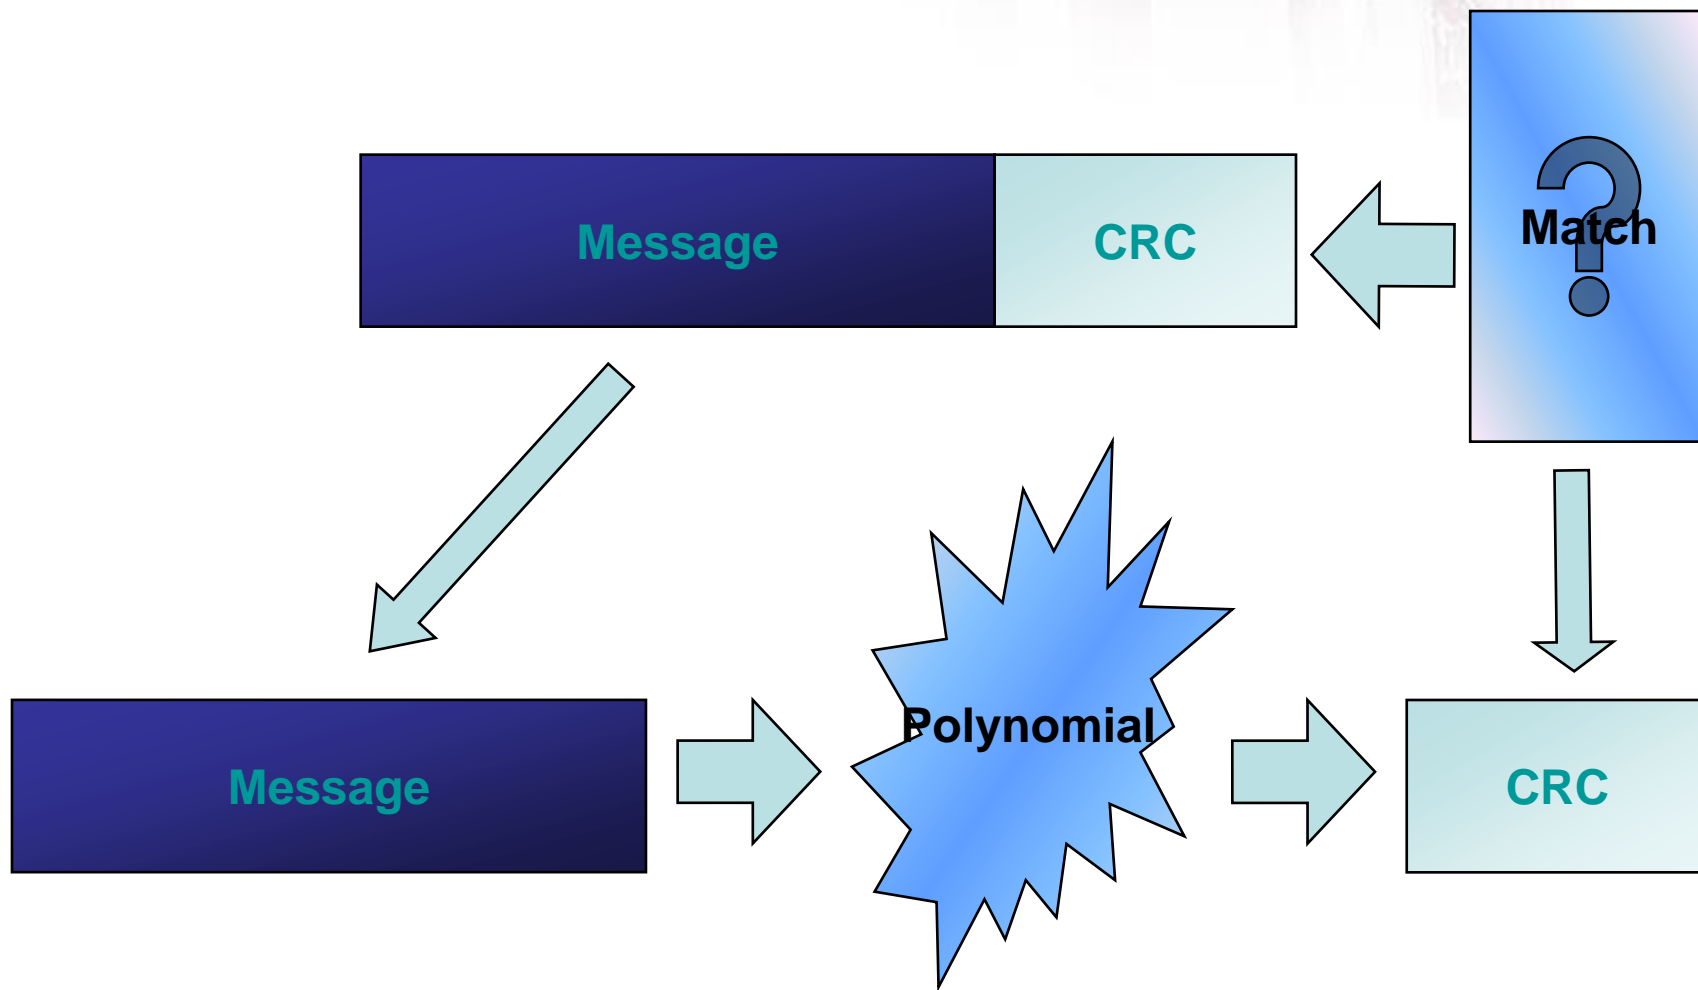 Message
CRC
?
Match
Polynomial
Message
CRC